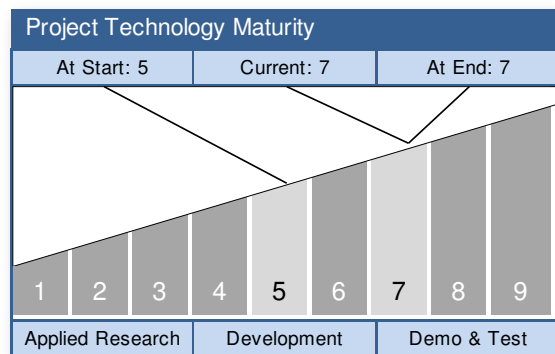 Project Technology Maturity
At Start: 5 Current: 7 At End: 7
1 2 3 4 5 6 7 8 9
Applied Research Development Demo & Test